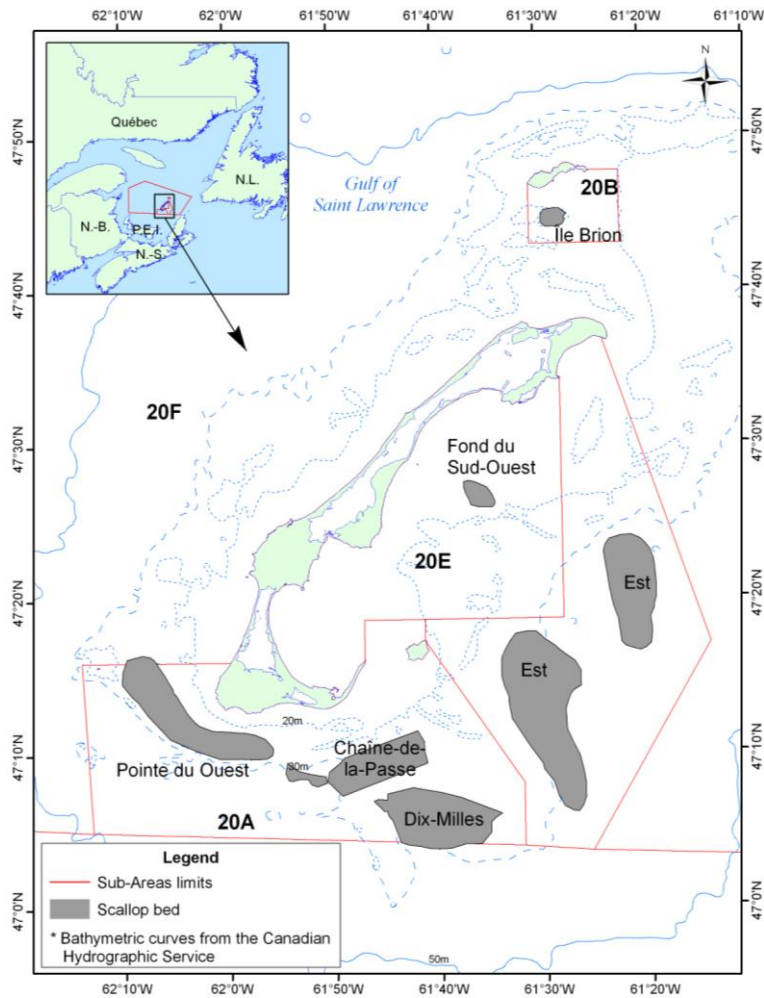 62°10'W 62°0'W 61°50'W 61°40'W 61°30'W 61°20'W 61°10'W
N
Québec
N.L.
N.-B.
P.E.I.
N.-S.
Gulf of
Saint Lawrence
20B
Île Brion
20F
Fond du
Sud-Ouest
20E
Est
Est
20m
Chaîne-de-
la-Passe
30m
Pointe du Ouest
Dix-Milles
20A
Legend
Sub-Areas limits
Scallop bed
* Bathymetric curves from the Canadian
Hydrographic Service
50m
47°50'N
47°40'N
47°30'N
47°20'N
47°10'N
47°0'N
47°50'N
47°40'N
47°30'N
47°20'N
47°10'N
47°0'N
62°10'W 62°0'W 61°50'W 61°40'W 61°30'W 61°20'W